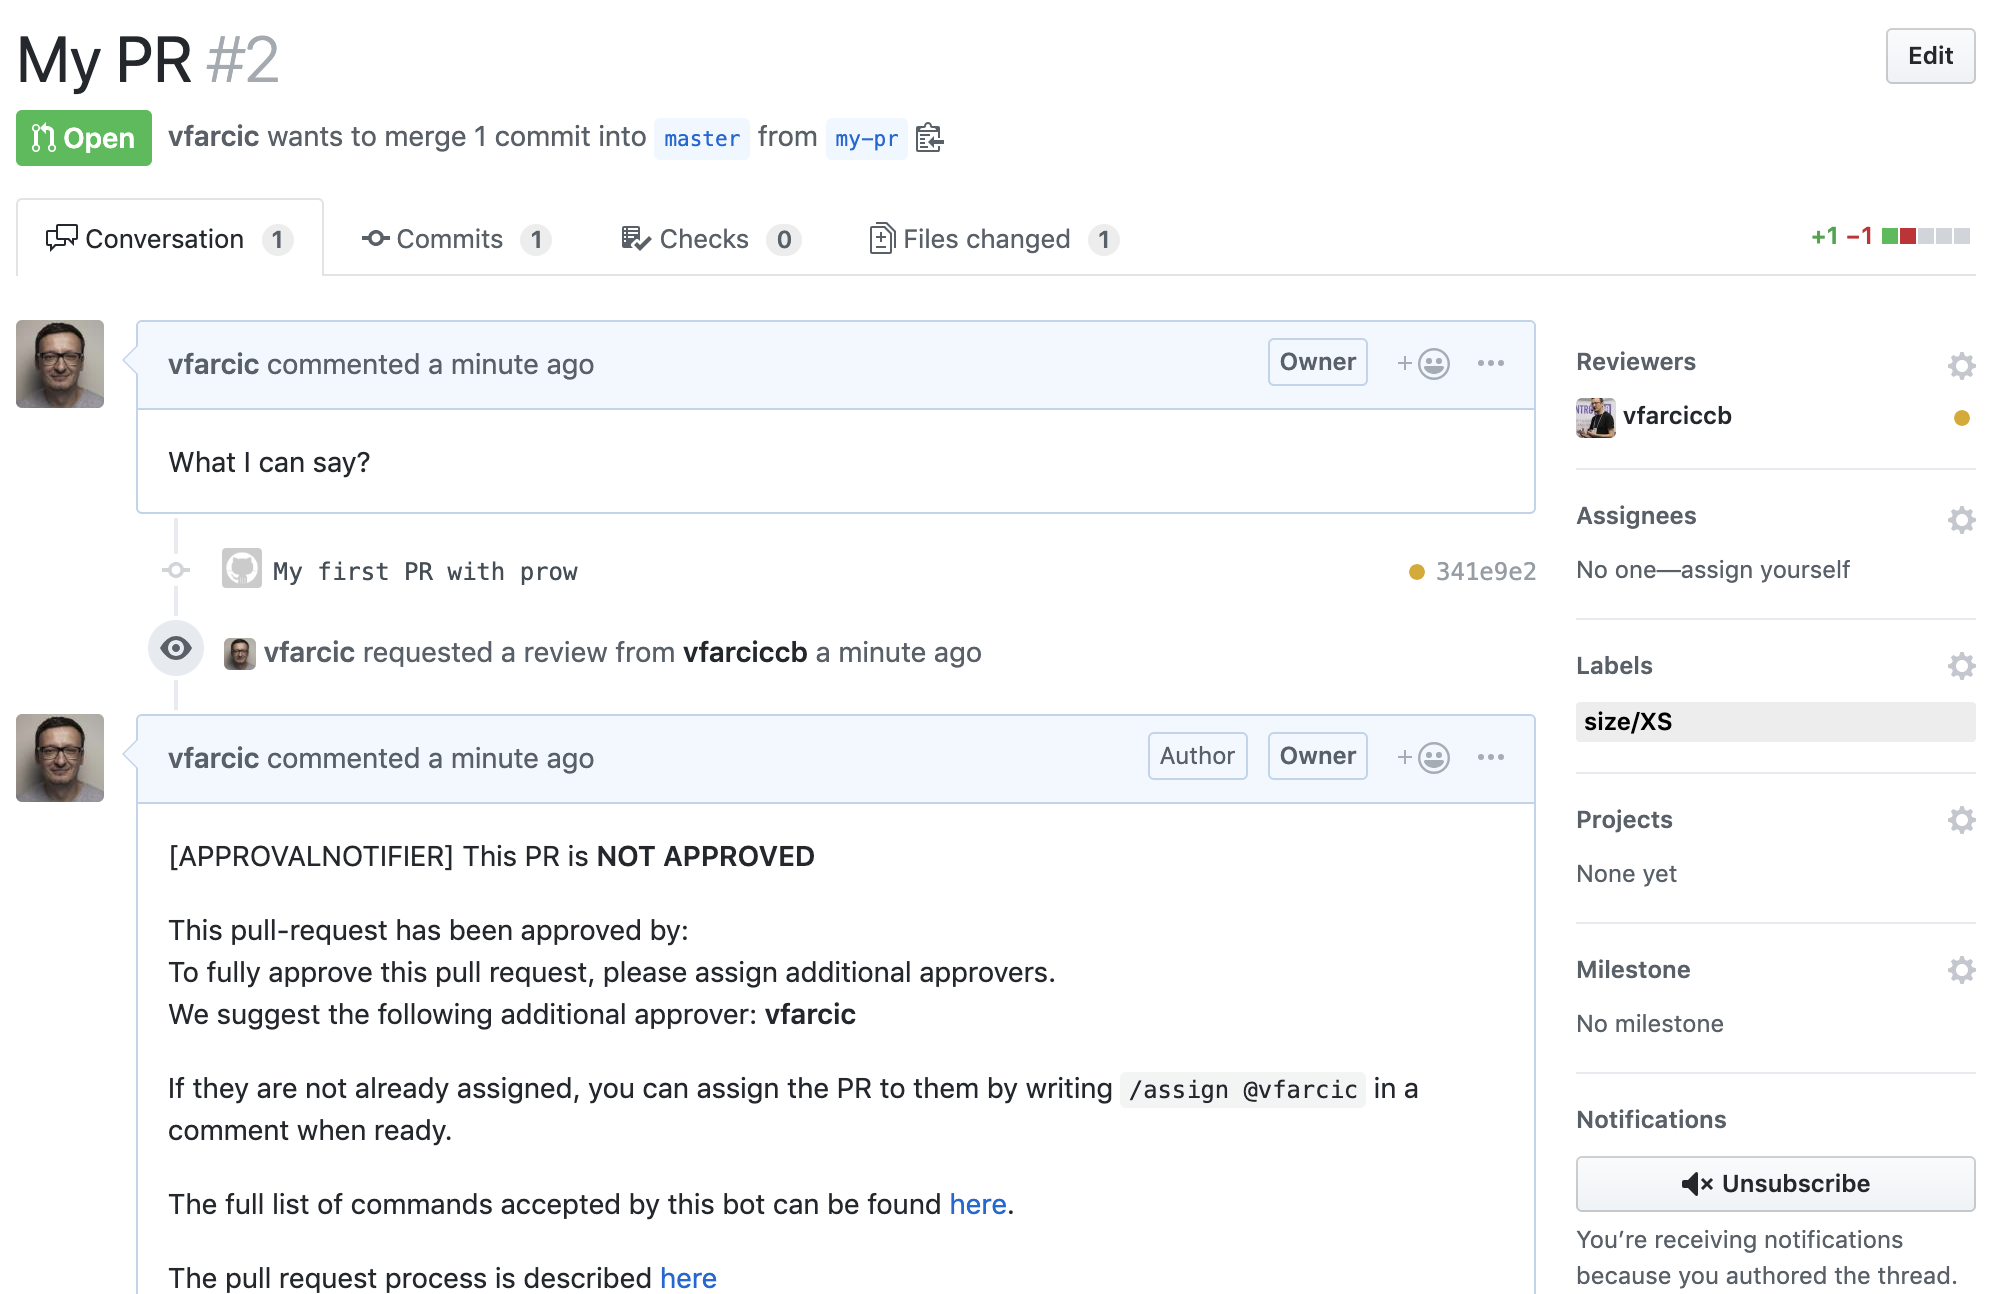 My PR #2
Edit
Open
vfarcic wants to merge 1 commit into master from my-pr
Conversation 1
Commits 1
Checks 0
Files changed 1
+1 −1
vfarcic commented a minute ago
Owner
What I can say?
My first PR with prow
341e9e2
vfarcic requested a review from vfarciccb a minute ago
vfarcic commented a minute ago
Author
Owner
[APPROVALNOTIFIER] This PR is NOT APPROVED
This pull-request has been approved by:
To fully approve this pull request, please assign additional approvers.
We suggest the following additional approver: vfarcic
If they are not already assigned, you can assign the PR to them by writing /assign @vfarcic in a
comment when ready.
The full list of commands accepted by this bot can be found here.
The pull request process is described here
Reviewers
vfarciccb
Assignees
No one—assign yourself
Labels
size/XS
Projects
None yet
Milestone
No milestone
Notifications
Unsubscribe
You’re receiving notifications
because you authored the thread.